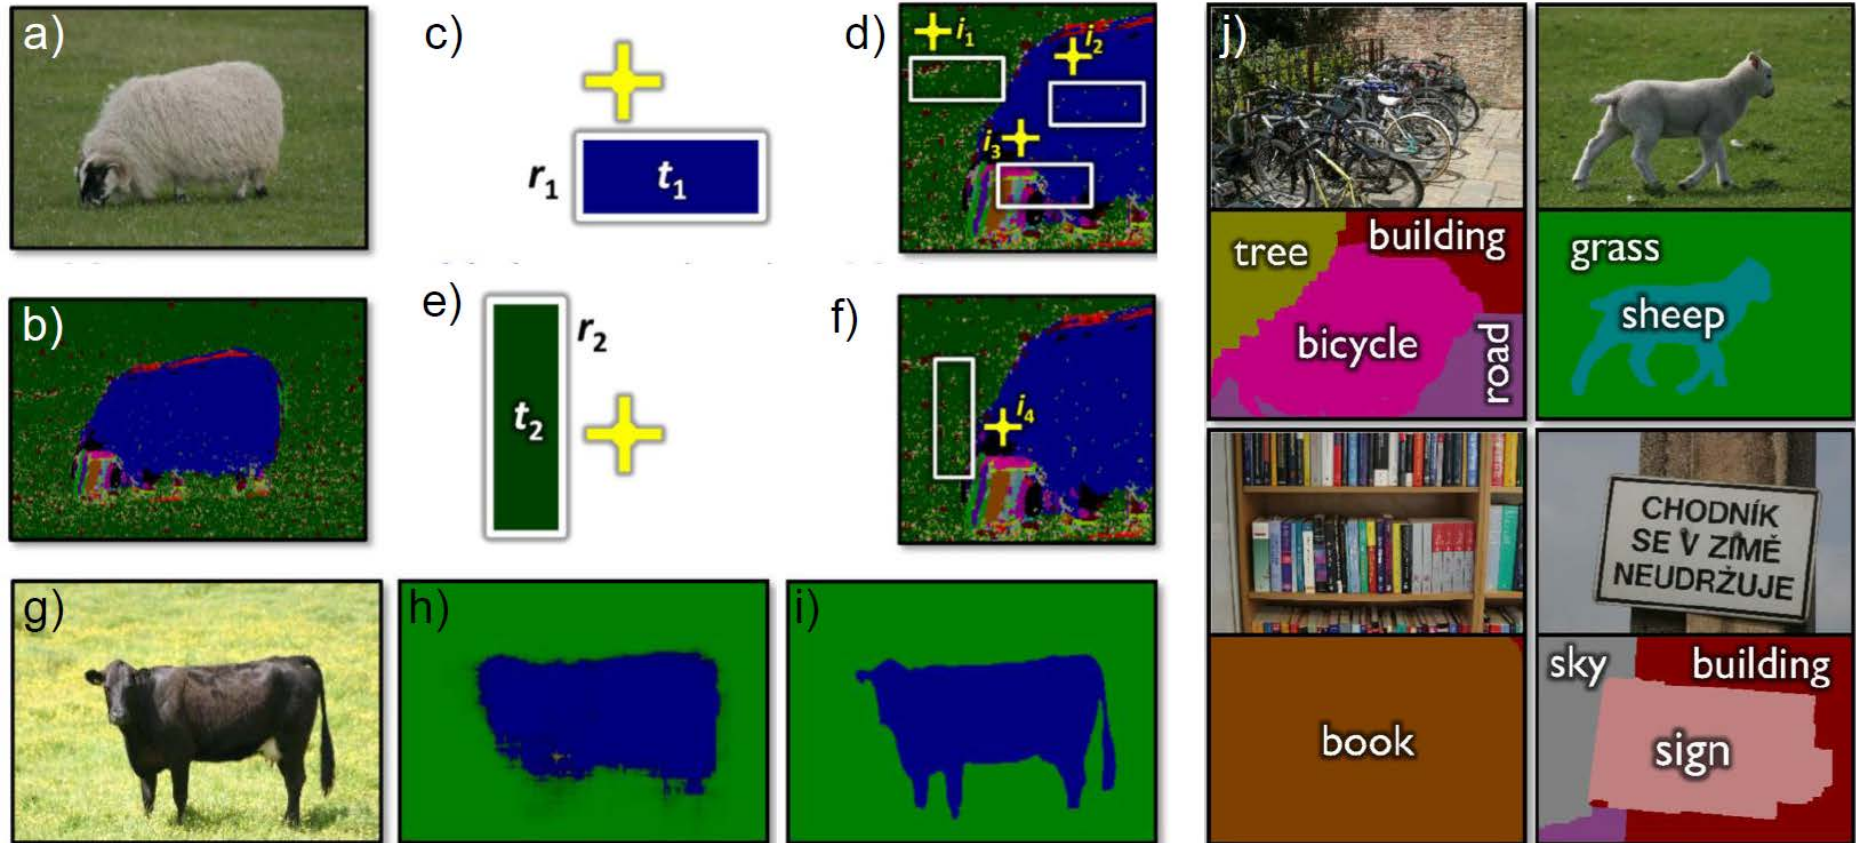 a)
c)
r1
t1
d)
i1
i2
i3
b)
e)
r2
t2
f)
i4
g)
h)
i)
j)
tree
building
bicycle
road
grass
sheep
book
CHODNÍK
SE V ZIMĚ
NEUDRŽUJE
sky
building
sign